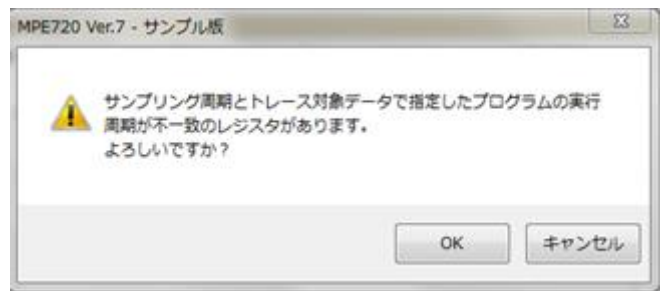 MPE720 Ver.7 - サンプル版
サンプリング周期とトレース対象データで指定したプログラムの実行
周期が不一致のレジスタがあります。
よろしいですか？
OK
キャンセル